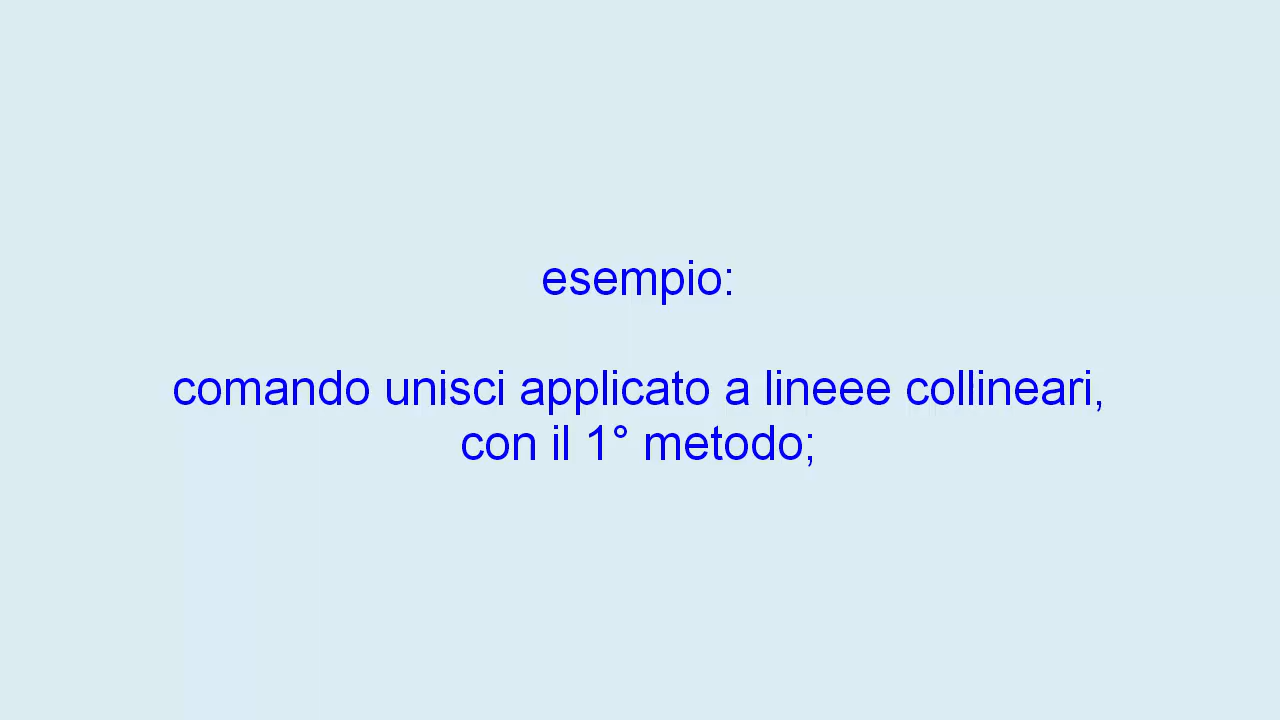 esempio:
comando unisci applicato a lineee collineari,
con il 1° metodo;